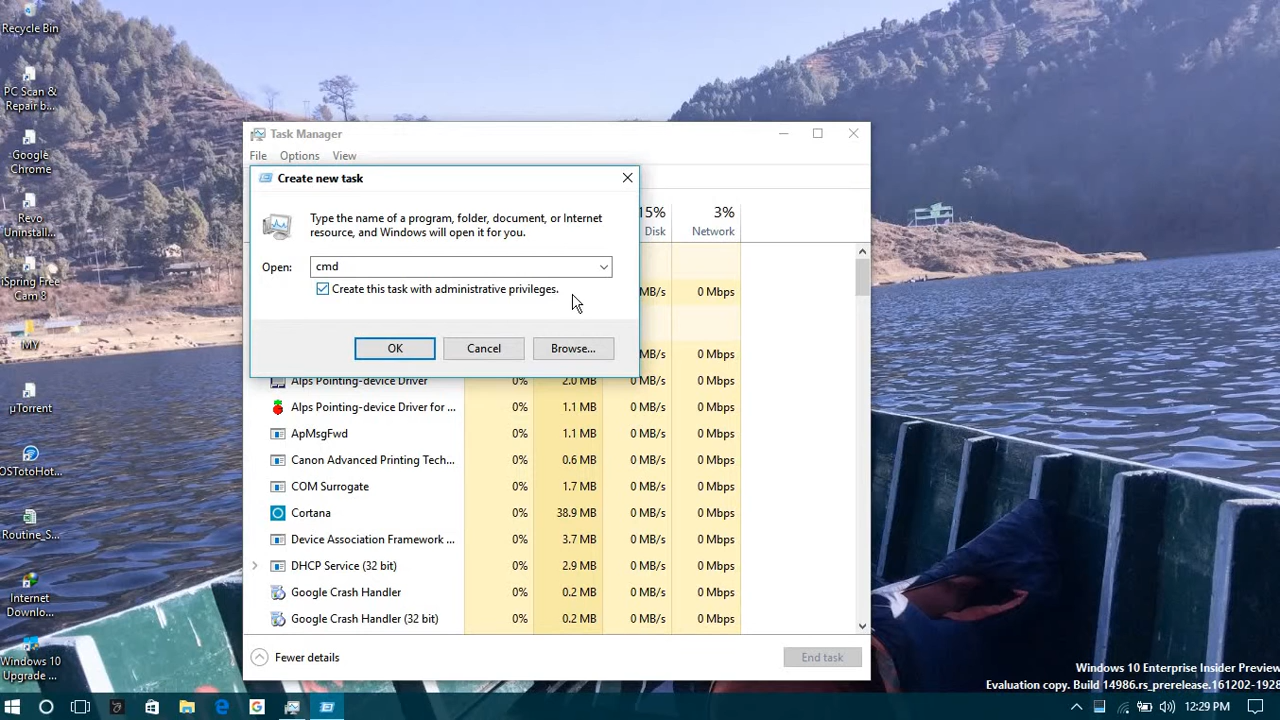 Recycle Bin
PC Scan &
Repair b...
Google
Chrome
Revo
Uninstall...
iSpring Free
Cam 8
MY
µTorrent
OSTotoHot...
Routine_S...
Internet
Downlo...
Windows 10
Upgrade ...
Task Manager
File Options View
Create new task
Type the name of a program, folder, document, or Internet
resource, and Windows will open it for you.
Open: cmd
Create this task with administrative privileges.
OK Cancel Browse...
15% 3%
Disk Network
MB/s 0 Mbps
MB/s 0 Mbps
Alps Pointing-device Driver 0% 2.0 MB 0 MB/s 0 Mbps
Alps Pointing-device Driver for ... 0% 1.1 MB 0 MB/s 0 Mbps
ApMsgFwd 0% 1.1 MB 0 MB/s 0 Mbps
Canon Advanced Printing Tech... 0% 0.6 MB 0 MB/s 0 Mbps
COM Surrogate 0% 1.7 MB 0 MB/s 0 Mbps
Cortana 0% 38.9 MB 0 MB/s 0 Mbps
Device Association Framework ... 0% 3.7 MB 0 MB/s 0 Mbps
DHCP Service (32 bit) 0% 2.9 MB 0 MB/s 0 Mbps
Google Crash Handler 0% 0.2 MB 0 MB/s 0 Mbps
Google Crash Handler (32 bit) 0% 0.2 MB 0 MB/s 0 Mbps
Fewer details End task
Windows 10 Enterprise Insider Preview
Evaluation copy. Build 14986.rs_prerelease.161202-1928
12:29 PM